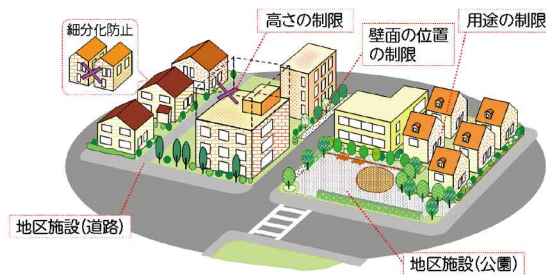 細分化防止
高さの制限
壁面の位置
の制限
用途の制限
地区施設(道路)
地区施設(公園)